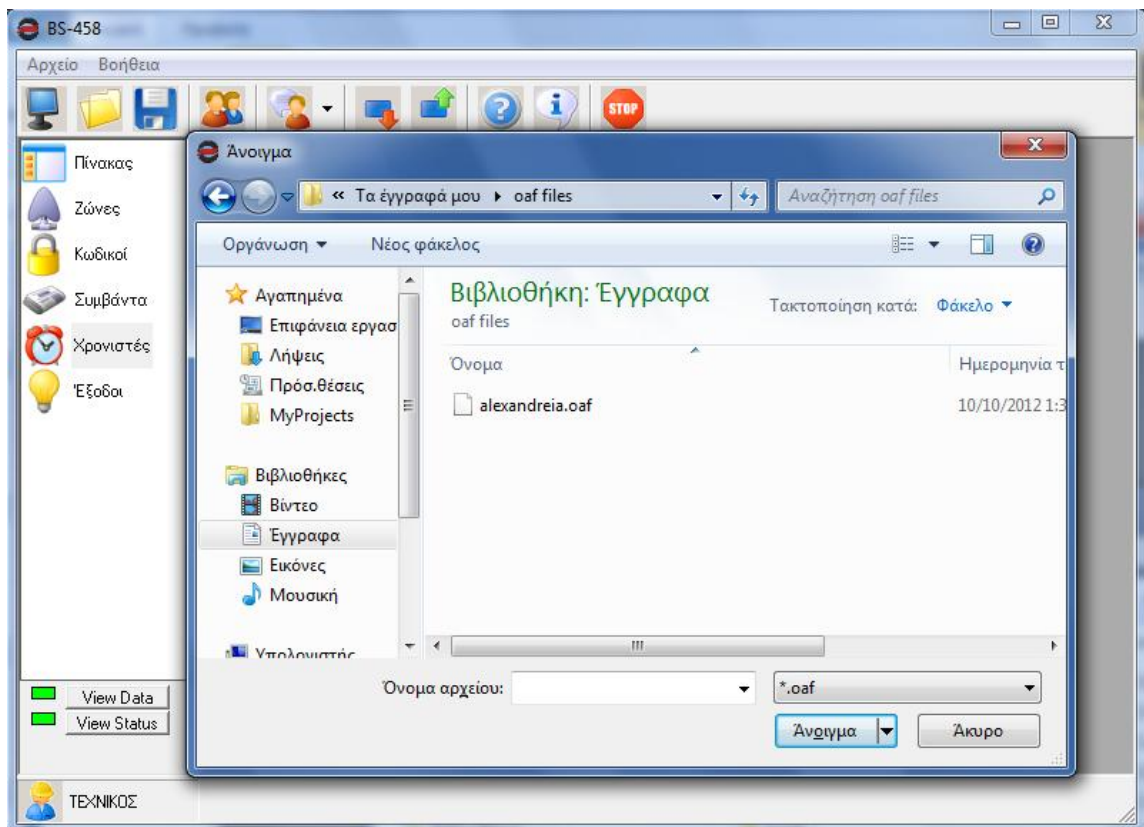 BS-458
Αρχείο Βοήθεια
STOP
Πίνακας
Ζώνες
Κωδικοί
Συμβάντα
Χρονιστές
Έξοδοι
View Data
View Status
ΤΕΧΝΙΚΟΣ
Άνοιγμα
« Τα έγγραφά μου oaf files
Αναζήτηση oaf files
Οργάνωση Νέος φάκελος
Αγαπημένα
Επιφάνεια εργασ
Λήψεις
Πρόσ.θέσεις
MyProjects
Βιβλιοθήκες
Βίντεο
Έγγραφα
Εικόνες
Μουσική
Υπολογιστής
Βιβλιοθήκη: Έγγραφα
oaf files
Τακτοποίηση κατά: Φάκελο
Όνομα Ημερομηνία τ
alexandreia.oaf 10/10/2012 1:3
Όνομα αρχείου:
*.oaf
Άνοιγμα Άκυρο